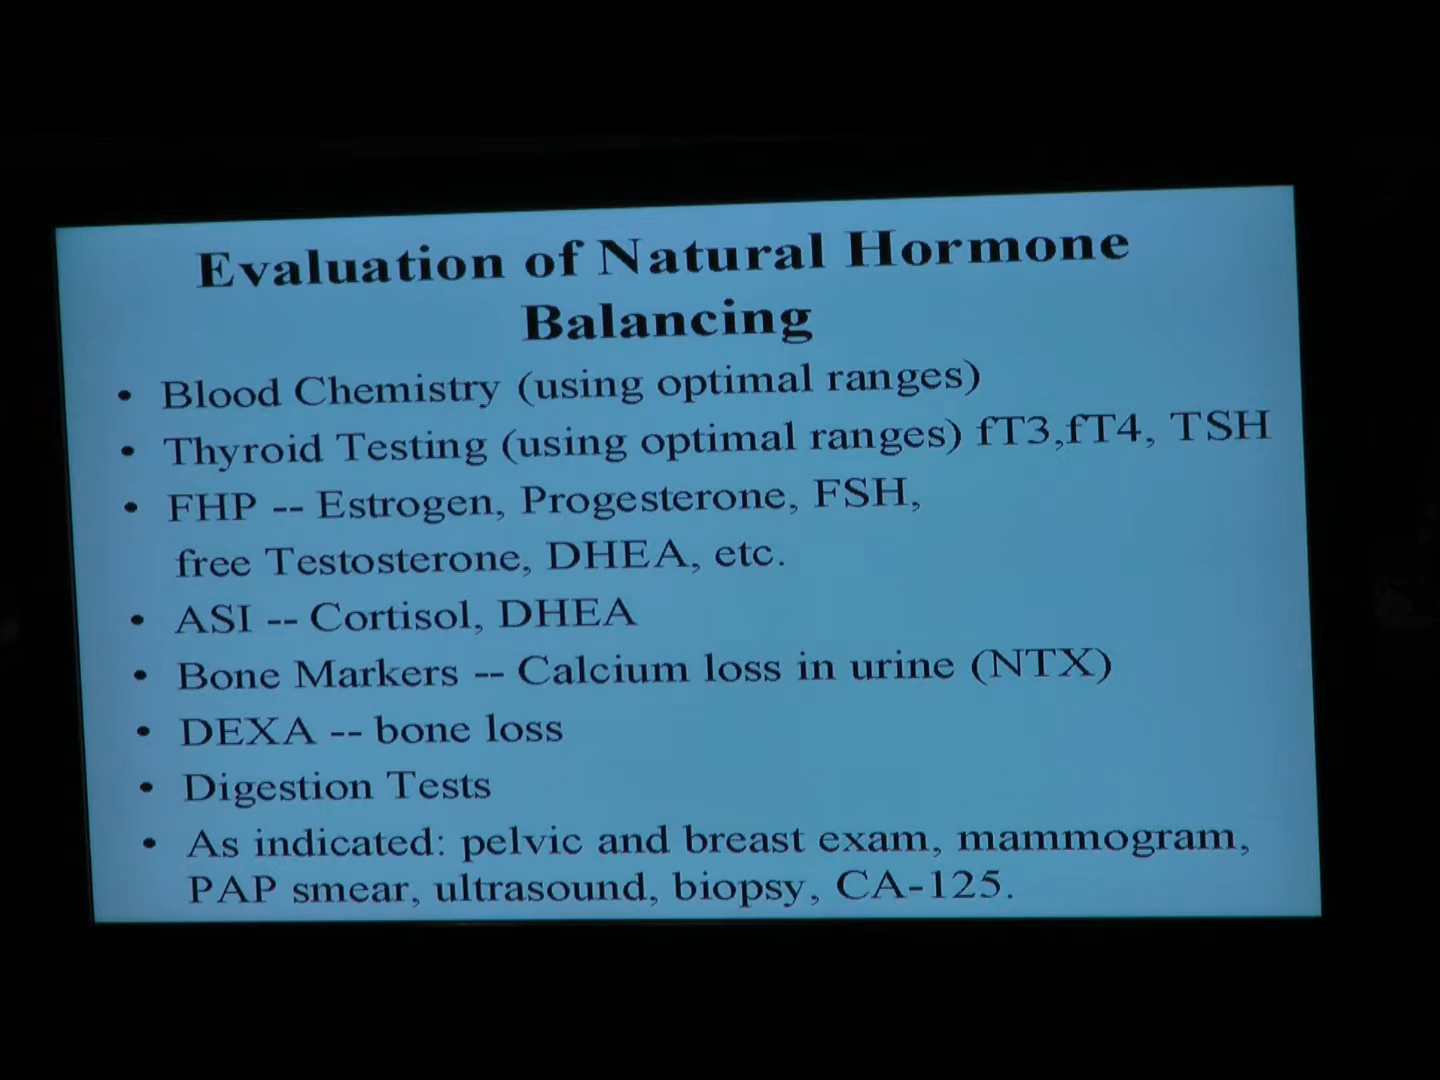 Evaluation of Natural Hormone
Balancing
• Blood Chemistry (using optimal ranges)
• Thyroid Testing (using optimal ranges) fT3,fT4, TSH
• FHP -- Estrogen, Progesterone, FSH,
free Testosterone, DHEA, etc.
• ASI -- Cortisol, DHEA
• Bone Markers -- Calcium loss in urine (NTX)
• DEXA -- bone loss
• Digestion Tests
• As indicated: pelvic and breast exam, mammogram,
PAP smear, ultrasound, biopsy, CA-125.